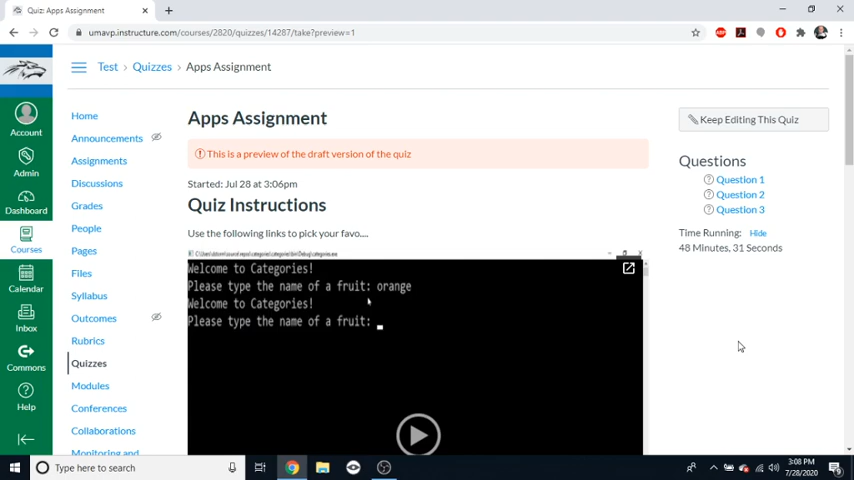 Quiz: Apps Assignment
umavp.instructure.com/courses/2820/quizzes/14287/take?preview=1
Test > Quizzes > Apps Assignment
Account
Admin
Dashboard
Courses
Calendar
Inbox
Commons
Help
Home
Announcements
Assignments
Discussions
Grades
People
Pages
Files
Syllabus
Outcomes
Rubrics
Quizzes
Modules
Conferences
Collaborations
Monitoring and
Apps Assignment
This is a preview of the draft version of the quiz
Started: Jul 28 at 3:06pm
Quiz Instructions
Use the following links to pick your favo....
Welcome to Categories!
Please type the name of a fruit: orange
Welcome to Categories!
Please type the name of a fruit:
Keep Editing This Quiz
Questions
Question 1
Question 2
Question 3
Time Running: Hide
48 Minutes, 31 Seconds
Type here to search
3:08 PM
7/28/2020